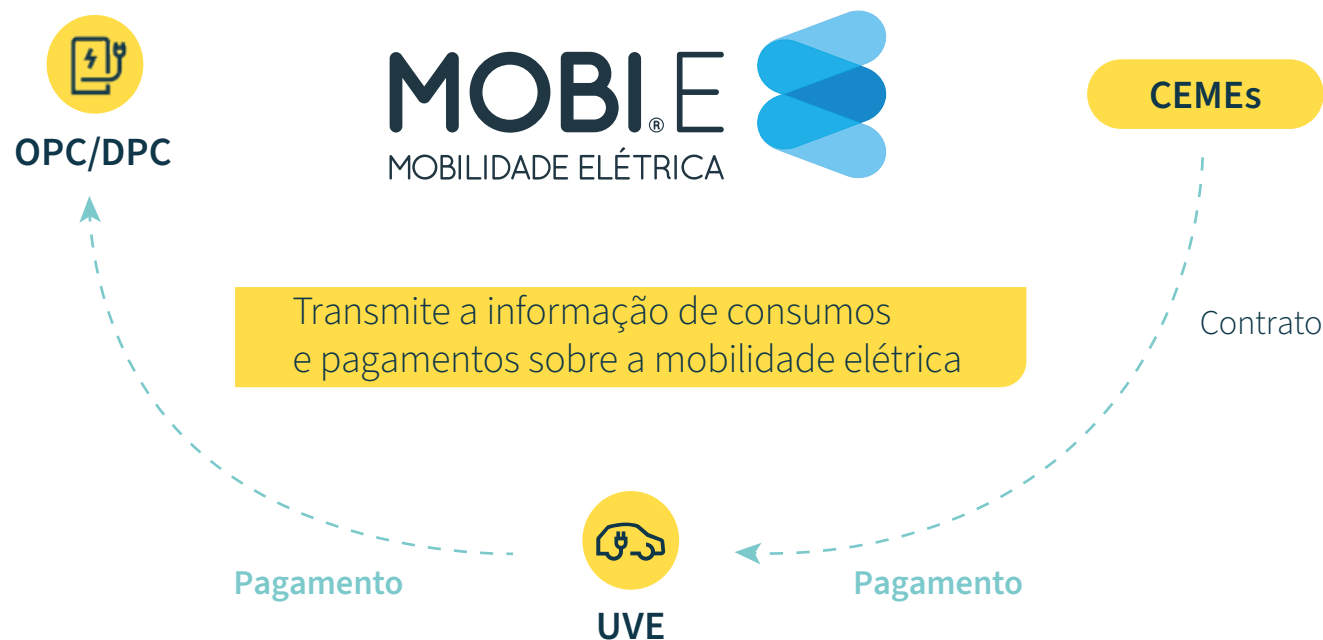 MOBI.E
®
MOBILIDADE ELÉTRICA
CEMEs
OPC/DPC
Transmite a informação de consumos
e pagamentos sobre a mobilidade elétrica
Contrato
Pagamento
Pagamento
UVE